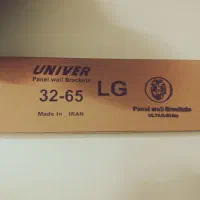 UNIVER
Panel wall Brackets
32-65
LG
Made in IRAN
Panel wall Brackets